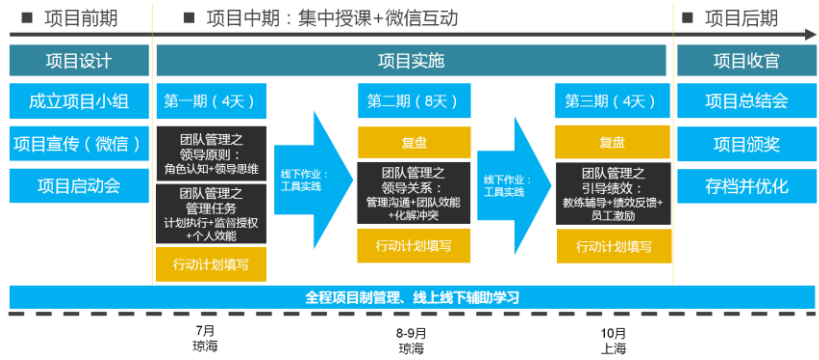 项目前期
项目中期：集中授课+微信互动
项目后期
项目设计
项目实施
项目收官
成立项目小组
项目宣传（微信）
项目启动会
第一期（4天）
团队管理之
领导原则：
角色认知+领导思维
团队管理之
管理任务
计划执行+监督授权
+个人效能
行动计划填写
线下作业：
工具实践
第二期（8天）
复盘
团队管理之
领导关系：
管理沟通+团队效能
+化解冲突
行动计划填写
线下作业：
工具实践
第三期（4天）
复盘
团队管理之
引导绩效：
教练辅导+绩效反馈+
员工激励
行动计划填写
项目总结会
项目颁奖
存档并优化
全程项目制管理、线上线下辅助学习
7月
琼海
8-9月
琼海
10月
上海